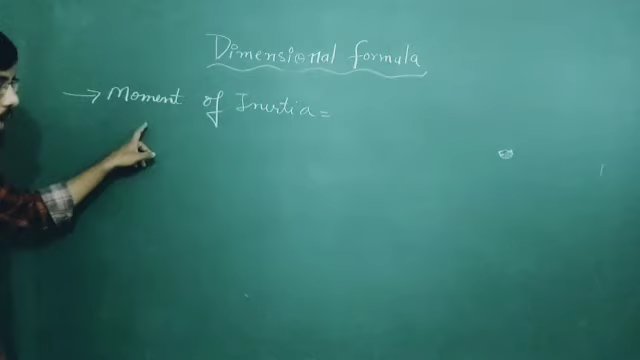 Dimensional formula
→ Moment of Inertia =